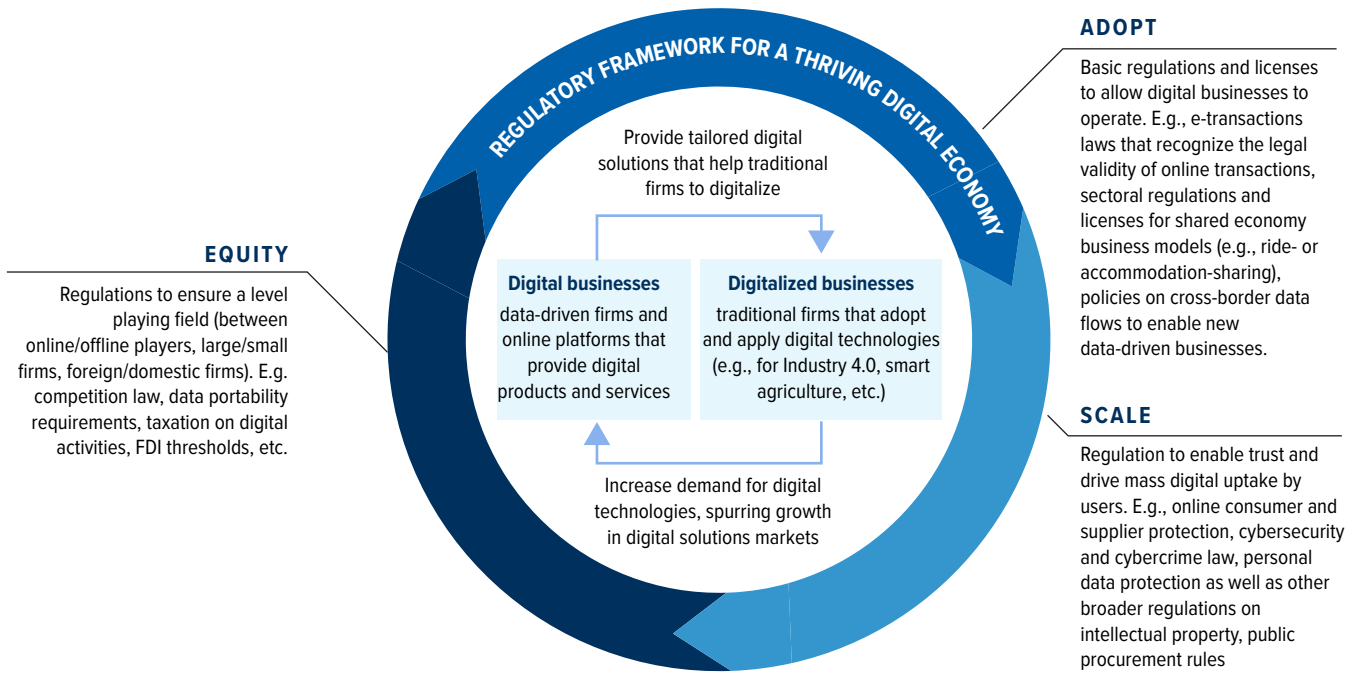 REGULATORY FRAMEWORK FOR A THRIVING DIGITAL ECONOMY
ADOPT
Basic regulations and licenses
to allow digital businesses to
operate. E.g., e-transactions
laws that recognize the legal
validity of online transactions,
sectoral regulations and
licenses for shared economy
business models (e.g., ride- or
accommodation-sharing),
policies on cross-border data
flows to enable new
data-driven businesses.
SCALE
Regulation to enable trust and
drive mass digital uptake by
users. E.g., online consumer and
supplier protection, cybersecurity
and cybercrime law, personal
data protection as well as other
broader regulations on
intellectual property, public
procurement rules
EQUITY
Regulations to ensure a level
playing field (between
online/offline players, large/small
firms, foreign/domestic firms). E.g.
competition law, data portability
requirements, taxation on digital
activities, FDI thresholds, etc.
Provide tailored digital
solutions that help traditional
firms to digitalize
Digital businesses
data-driven firms and
online platforms that
provide digital
products and services
Digitalized businesses
traditional firms that adopt
and apply digital technologies
(e.g., for Industry 4.0, smart
agriculture, etc.)
Increase demand for digital
technologies, spurring growth
in digital solutions markets